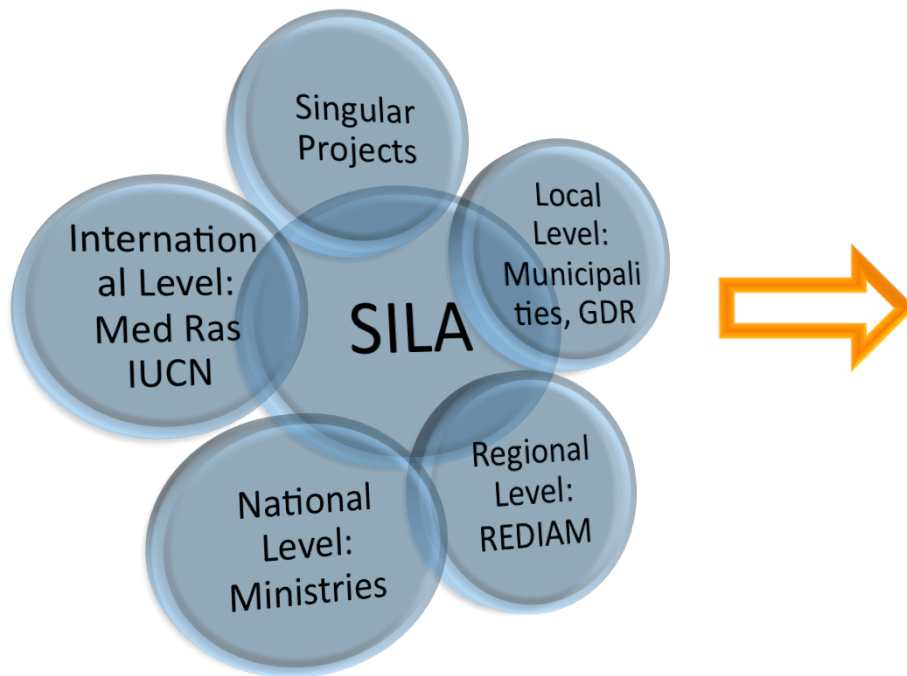 Singular
Projects
Local
Level:
Municipali
ties, GDR
Internation
al Level:
Med Ras
IUCN
SILA
Regional
Level:
REDIAM
National
Level:
Ministries